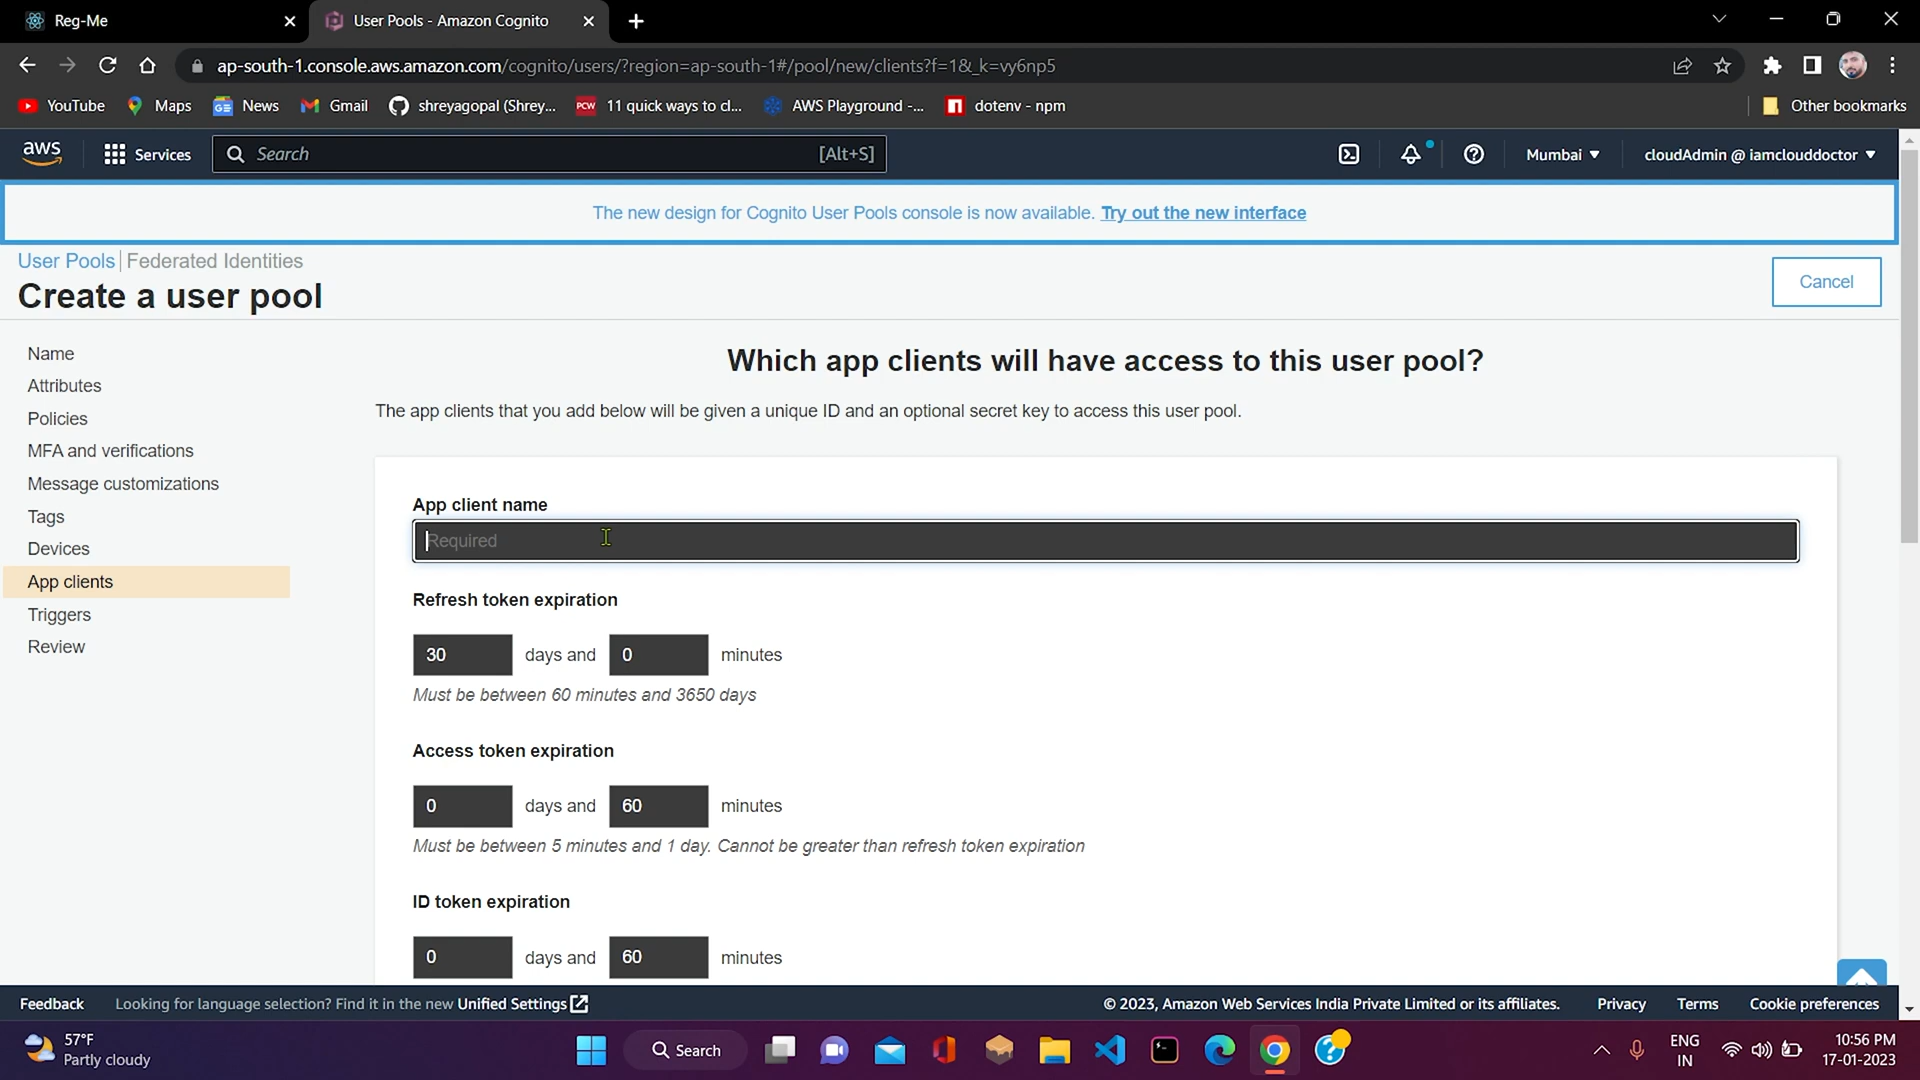 Reg-Me
User Pools - Amazon Cognito
ap-south-1.console.aws.amazon.com/cognito/users/?region=ap-south-1#/pool/new/clients?f=1&_k=vy6np5
YouTube Maps News Gmail shreyagopal (Shrey... PCW 11 quick ways to cl... AWS Playground -... n dotenv - npm Other bookmarks
aws Services Search [Alt+S] Mumbai cloudAdmin @ iamclouddoctor
The new design for Cognito User Pools console is now available. Try out the new interface
User Pools | Federated Identities
Create a user pool
Cancel
Name
Attributes
Policies
MFA and verifications
Message customizations
Tags
Devices
App clients
Triggers
Review
Which app clients will have access to this user pool?
The app clients that you add below will be given a unique ID and an optional secret key to access this user pool.
App client name
Required
Refresh token expiration
30 days and 0 minutes
Must be between 60 minutes and 3650 days
Access token expiration
0 days and 60 minutes
Must be between 5 minutes and 1 day. Cannot be greater than refresh token expiration
ID token expiration
0 days and 60 minutes
Feedback Looking for language selection? Find it in the new Unified Settings © 2023, Amazon Web Services India Private Limited or its affiliates. Privacy Terms Cookie preferences
57°F
Partly cloudy
Search
ENG
IN
10:56 PM
17-01-2023